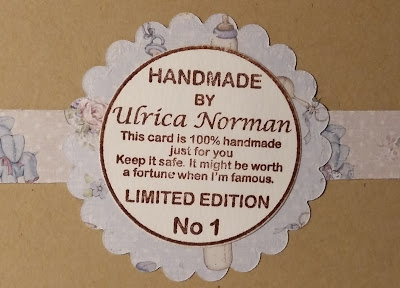 HANDMADE
BY
Ulrica Norman
This card is 100% handmade
just for you
Keep it safe. It might be worth
a fortune when I'm famous.
LIMITED EDITION
No 1